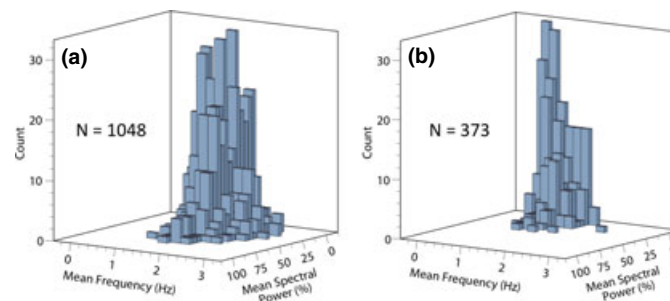 (a)
N = 1048
Count
30
20
10
0
0
1
2
3
Mean Frequency (Hz)
100
75
50
25
0
Mean Spectral
Power (%)
(b)
N = 373
Count
30
20
10
0
0
1
2
3
Mean Frequency (Hz)
100
75
50
25
Mean Spectral
Power (%)